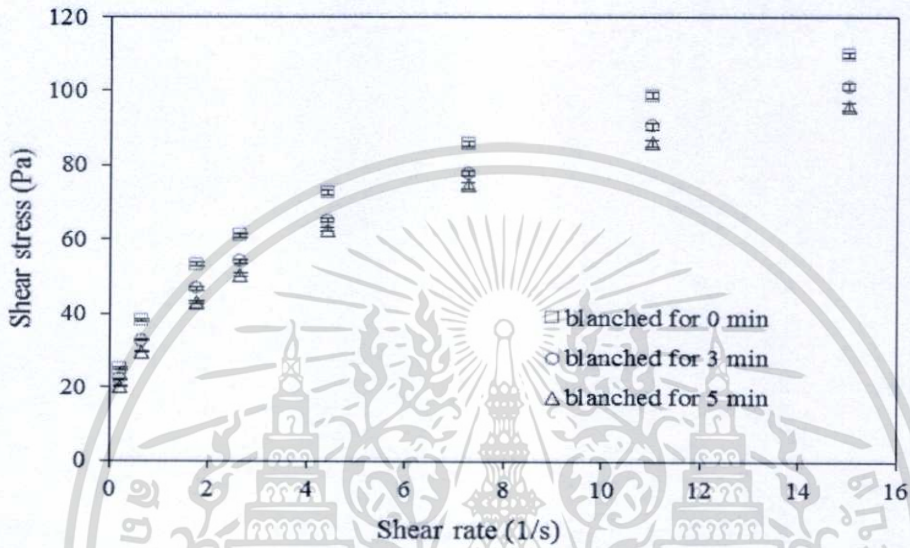 120
100
80
60
40
20
0
Shear stress (Pa)
0 2 4 6 8 10 12 14 16
Shear rate (1/s)
blanched for 0 min
blanched for 3 min
blanched for 5 min